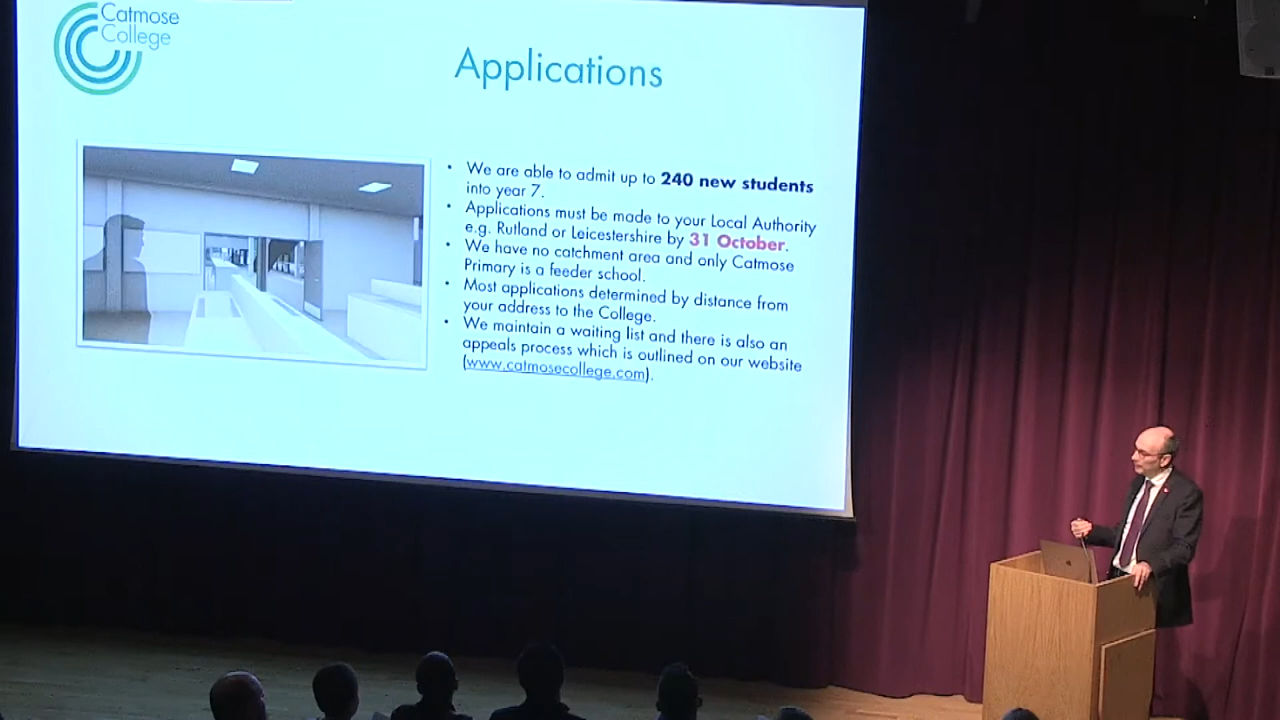 Catmose
College
Applications
• We are able to admit up to 240 new students
into year 7.
• Applications must be made to your Local Authority
e.g. Rutland or Leicestershire by 31 October.
• We have no catchment area and only Catmose
Primary is a feeder school.
• Most applications determined by distance from
your address to the College.
• We maintain a waiting list and there is also an
appeals process which is outlined on our website
(www.catmosecollege.com).